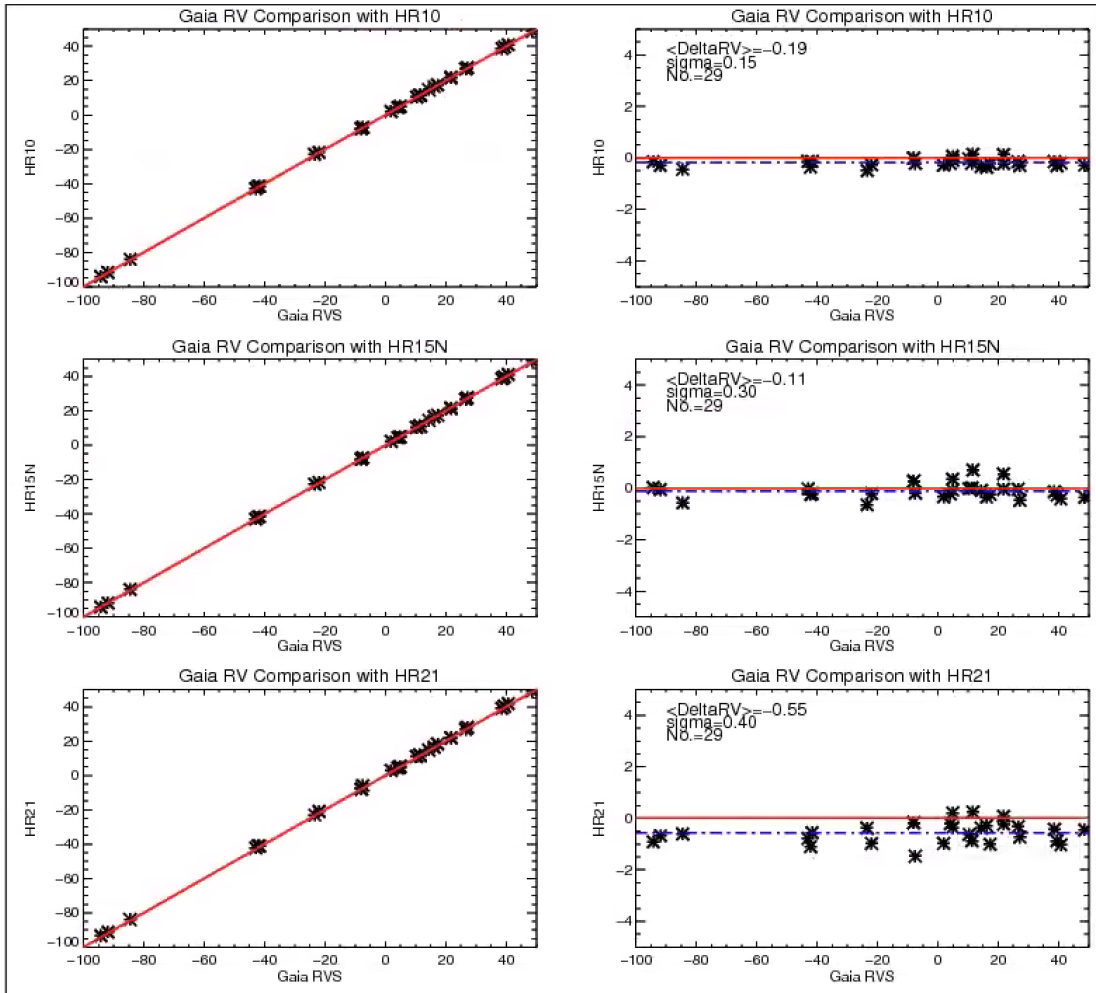 Gaia RV Comparison with HR10
40
20
0
−20
−40
−60
−80
−100
HR10
−100 −80 −60 −40 −20 0 20 40
Gaia RVS
Gaia RV Comparison with HR10
<DeltaRV>=−0.19
sigma=0.15
No.=29
4
2
0
−2
−4
HR10
−100 −80 −60 −40 −20 0 20 40
Gaia RVS
Gaia RV Comparison with HR15N
40
20
0
−20
−40
−60
−80
−100
HR15N
−100 −80 −60 −40 −20 0 20 40
Gaia RVS
Gaia RV Comparison with HR15N
<DeltaRV>=−0.11
sigma=0.30
No.=29
4
2
0
−2
−4
HR15N
−100 −80 −60 −40 −20 0 20 40
Gaia RVS
Gaia RV Comparison with HR21
40
20
0
−20
−40
−60
−80
−100
HR21
−100 −80 −60 −40 −20 0 20 40
Gaia RVS
Gaia RV Comparison with HR21
<DeltaRV>=−0.55
sigma=0.40
No.=29
4
2
0
−2
−4
HR21
−100 −80 −60 −40 −20 0 20 40
Gaia RVS